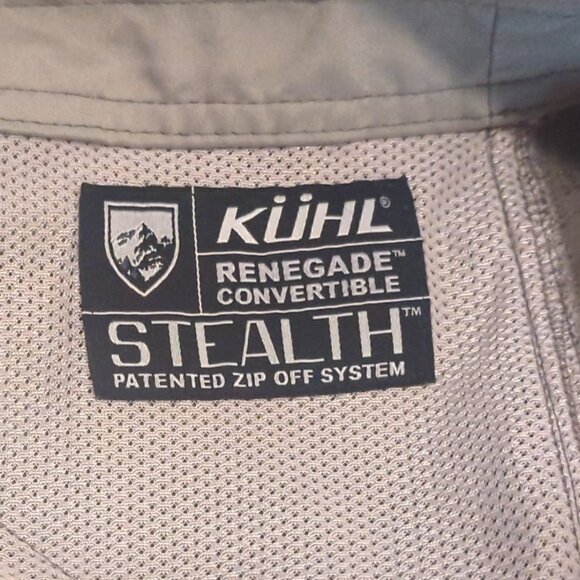 KÜHL®
RENEGADE™
CONVERTIBLE
STEALTH™
PATENTED ZIP OFF SYSTEM